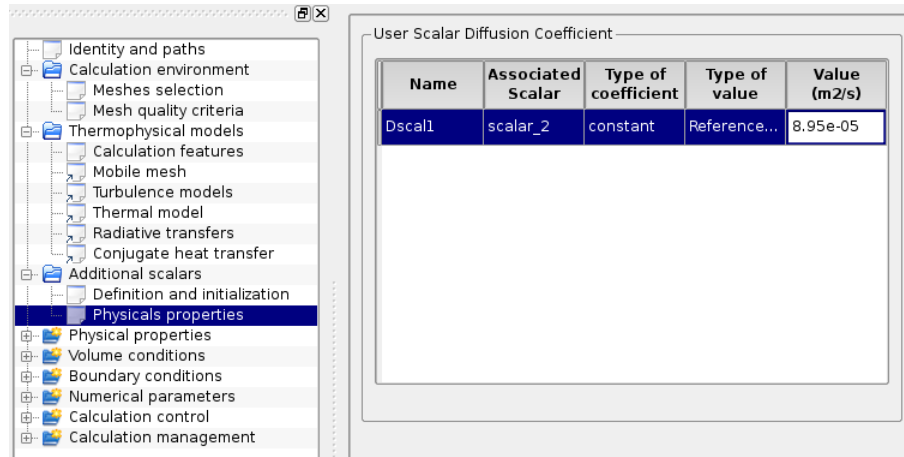 Identity and paths
Calculation environment
Meshes selection
Mesh quality criteria
Thermophysical models
Calculation features
Mobile mesh
Turbulence models
Thermal model
Radiative transfers
Conjugate heat transfer
Additional scalars
Definition and initialization
Physicals properties
Physical properties
Volume conditions
Boundary conditions
Numerical parameters
Calculation control
Calculation management
User Scalar Diffusion Coefficient
Name Associated Scalar Type of coefficient Type of value Value (m2/s)
Dscal1 scalar_2 constant Reference... 8.95e-05